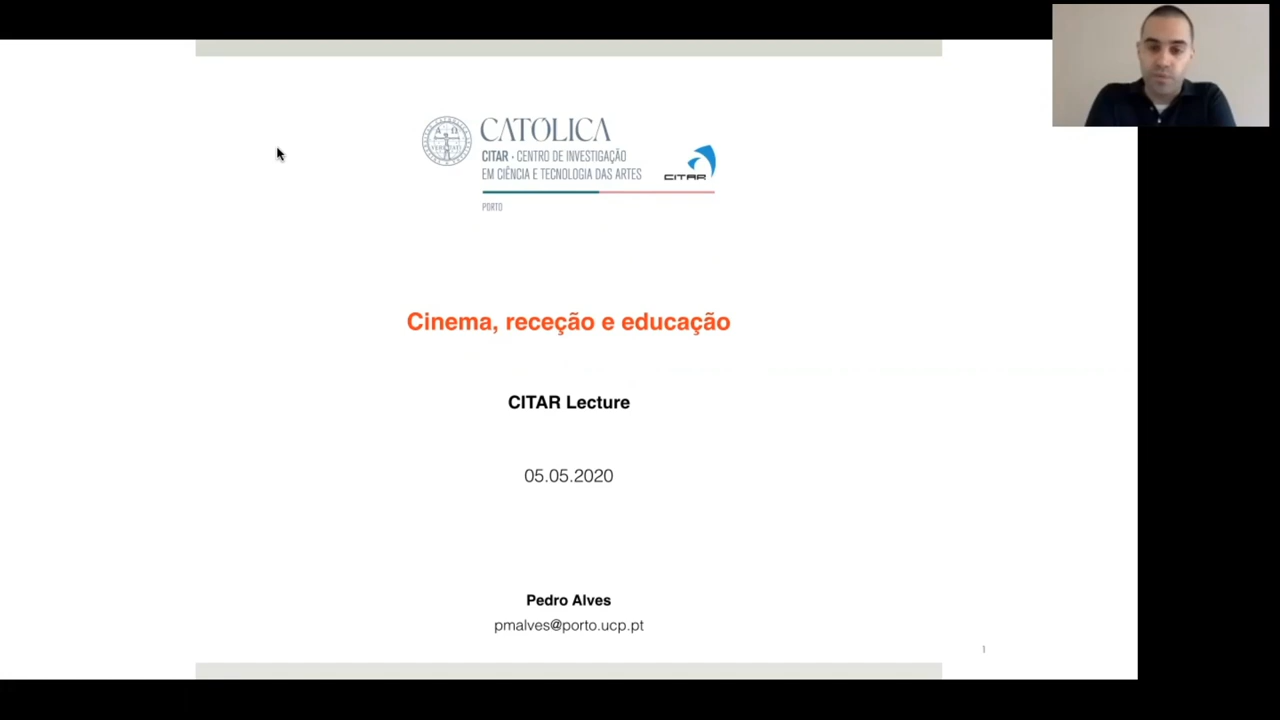 CATÓLICA
CITAR · CENTRO DE INVESTIGAÇÃO
EM CIÊNCIA E TECNOLOGIA DAS ARTES
CITAR
PORTO
Cinema, receção e educação
CITAR Lecture
05.05.2020
Pedro Alves
pmalves@porto.ucp.pt
1